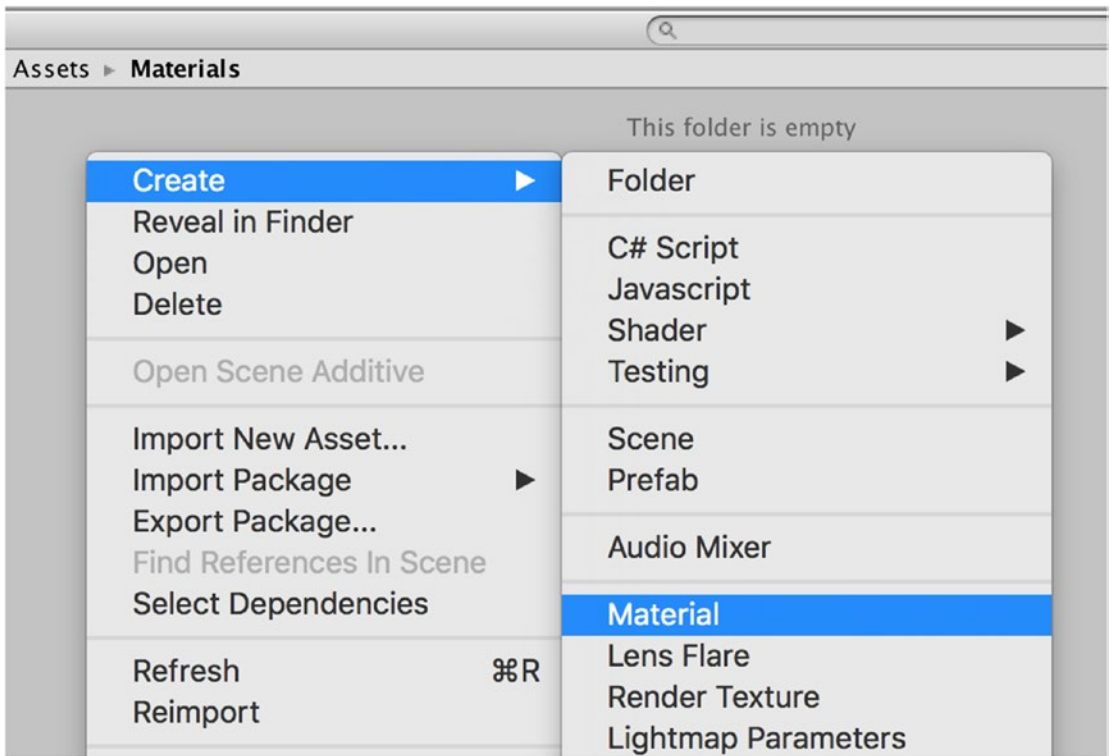 Assets ▸ Materials
This folder is empty
Create
Reveal in Finder
Open
Delete
Open Scene Additive
Import New Asset...
Import Package
Export Package...
Find References In Scene
Select Dependencies
Refresh ⌘R
Reimport
Folder
C# Script
Javascript
Shader
Testing
Scene
Prefab
Audio Mixer
Material
Lens Flare
Render Texture
Lightmap Parameters